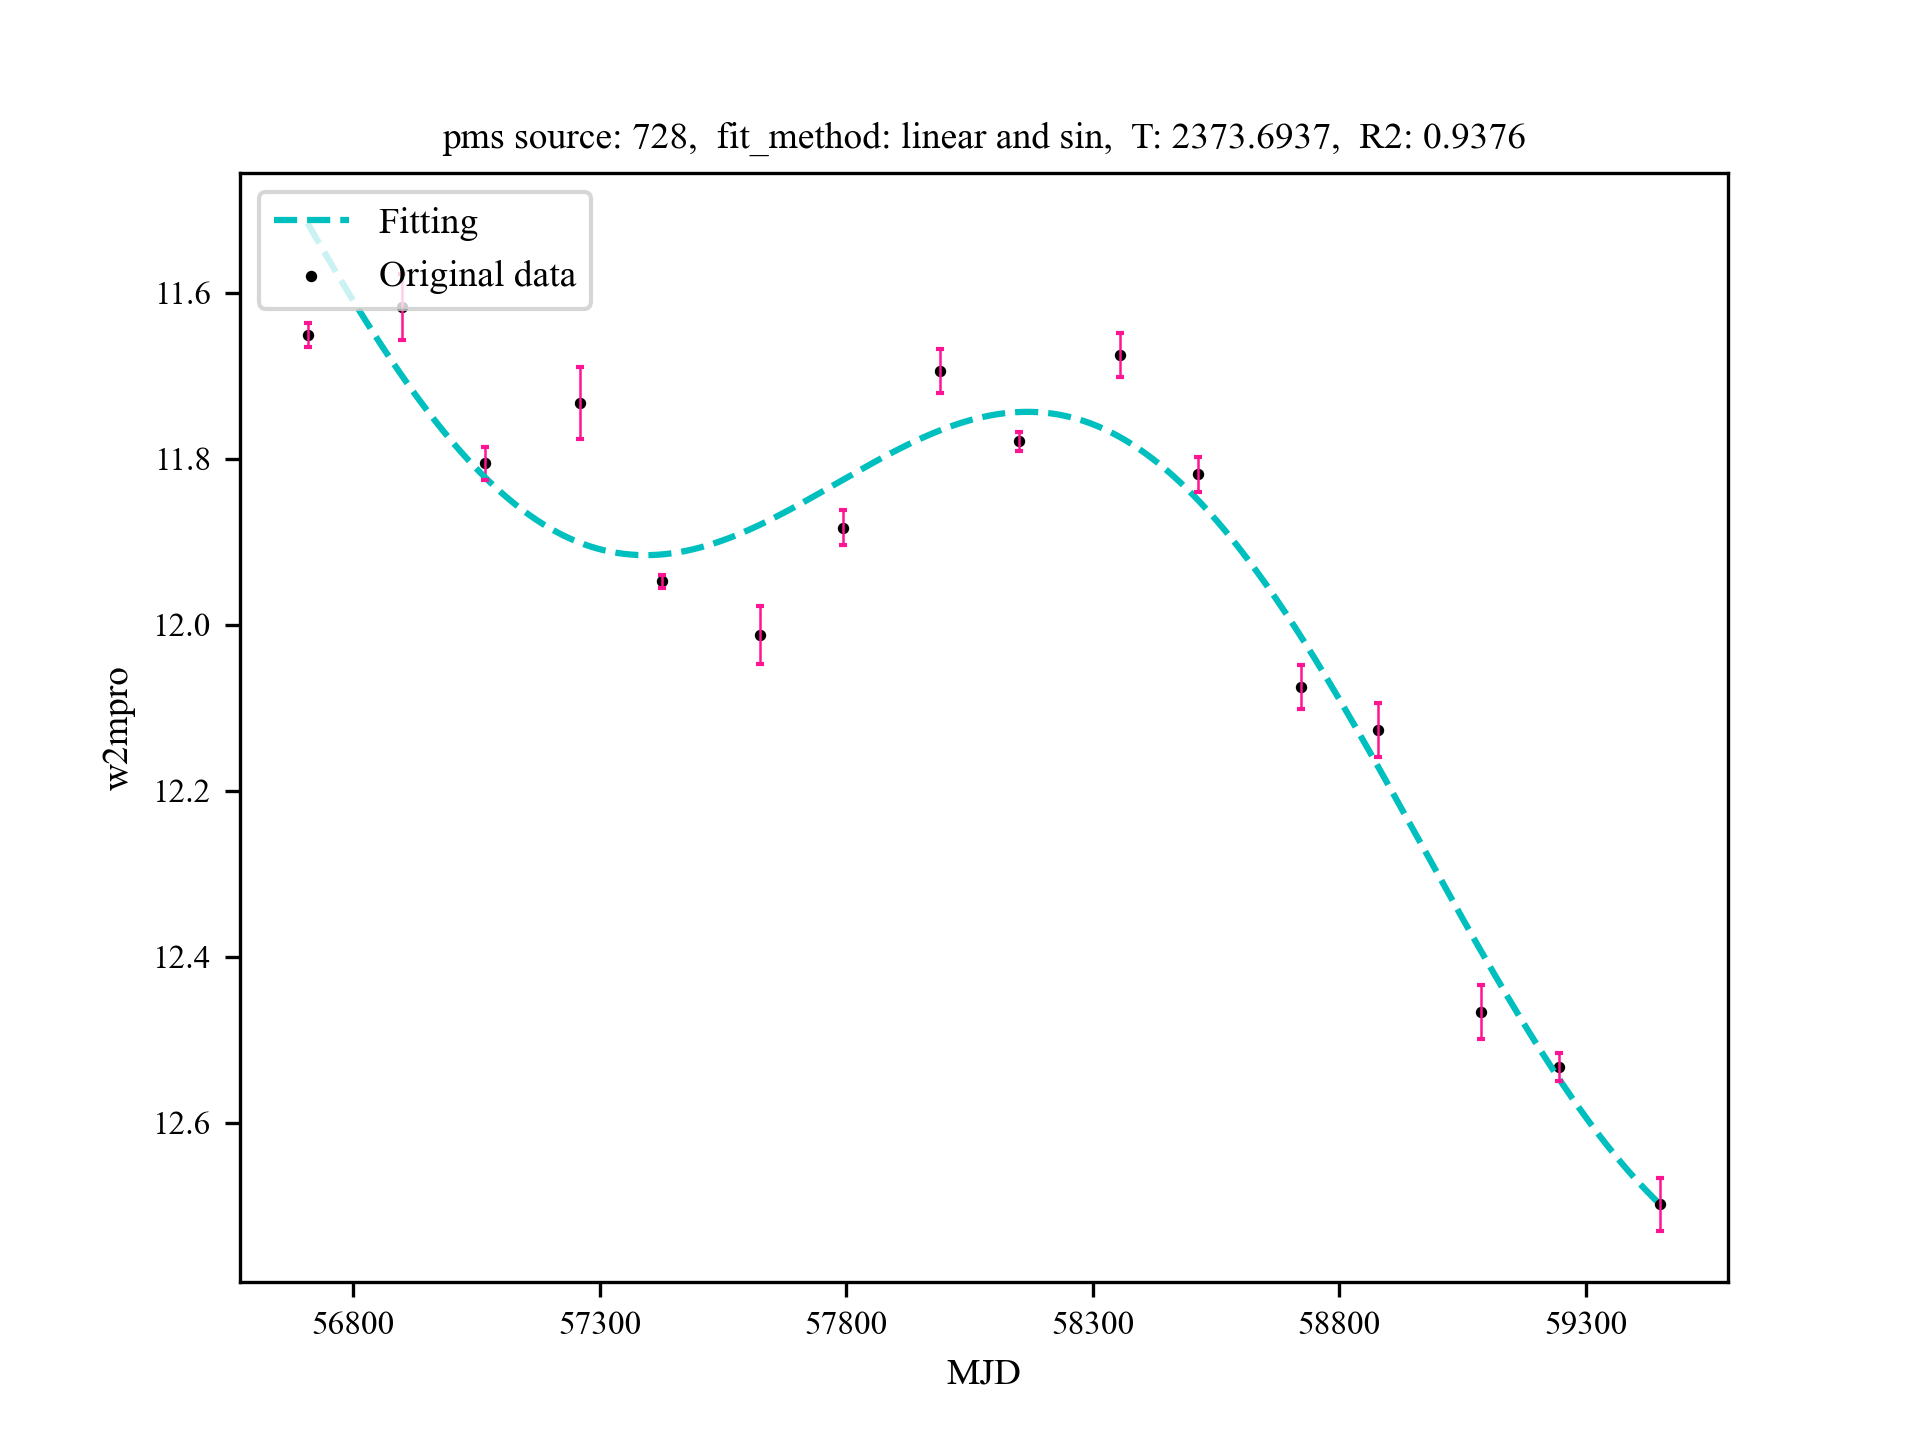 pms source: 728, fit_method: linear and sin, T: 2373.6937, R2: 0.9376
Fitting
Original data
11.6
11.8
12.0
12.2
12.4
12.6
w2mpro
56800 57300 57800 58300 58800 59300
MJD